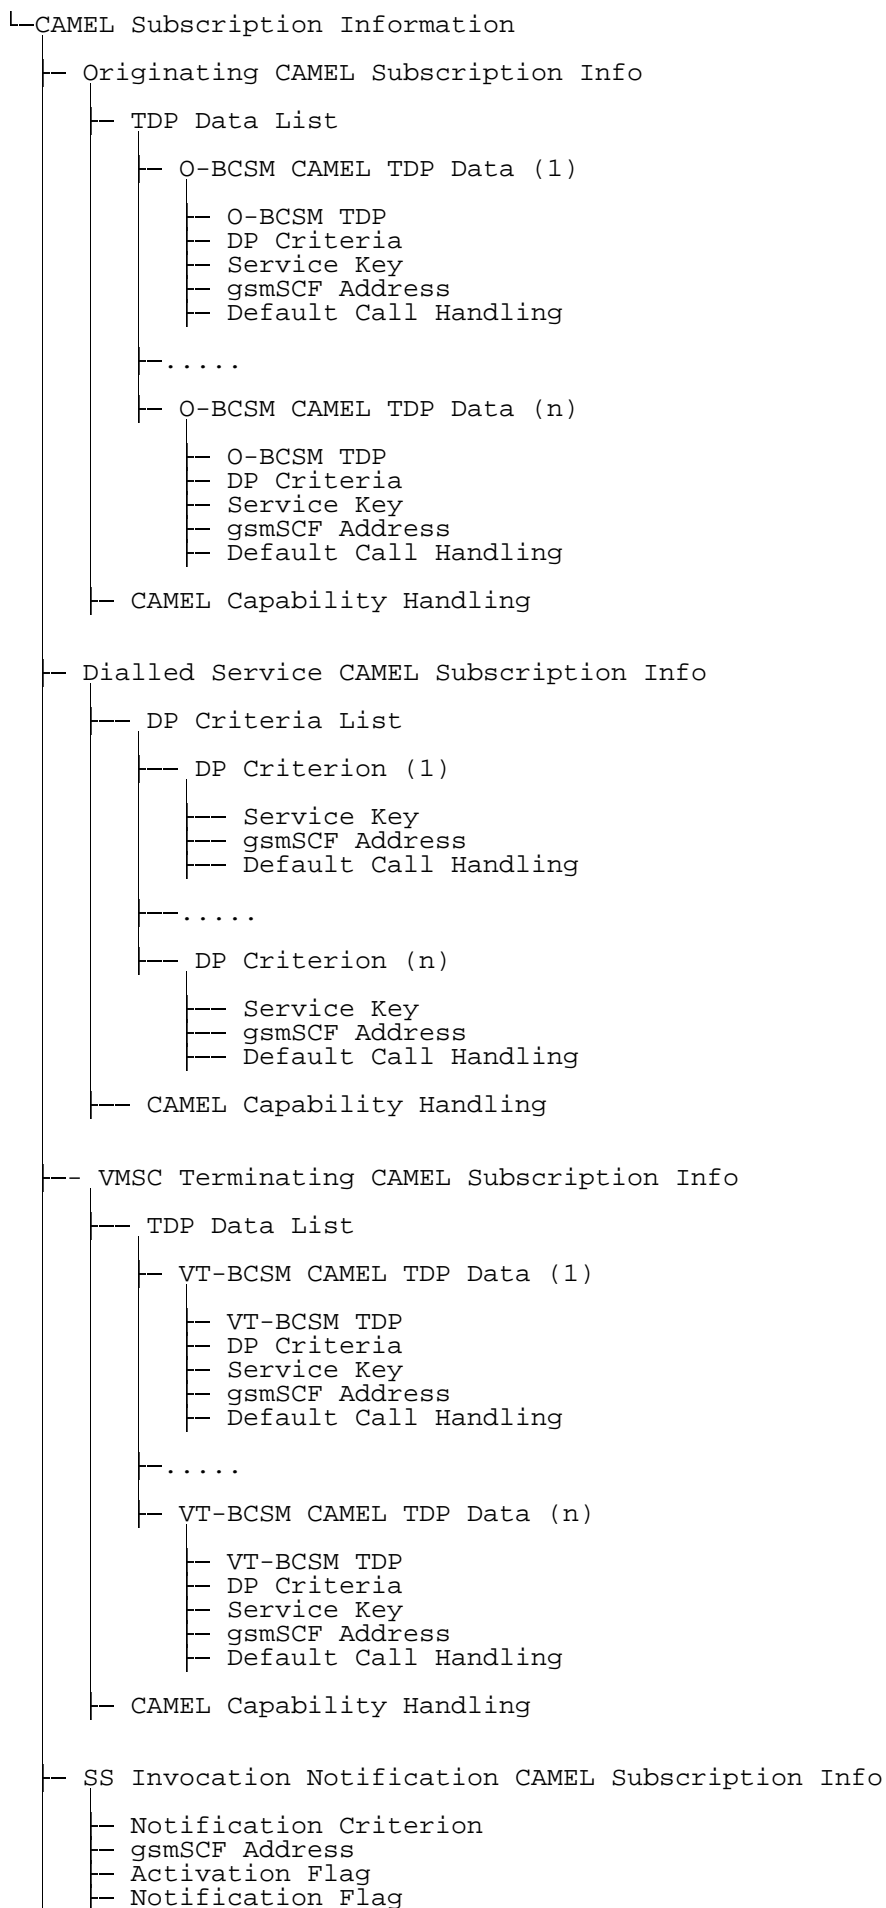 CAMEL Subscription Information
Originating CAMEL Subscription Info
TDP Data List
O-BCSM CAMEL TDP Data (1)
O-BCSM TDP
DP Criteria
Service Key
gsmSCF Address
Default Call Handling
.....
O-BCSM CAMEL TDP Data (n)
O-BCSM TDP
DP Criteria
Service Key
gsmSCF Address
Default Call Handling
CAMEL Capability Handling
Dialled Service CAMEL Subscription Info
DP Criteria List
DP Criterion (1)
Service Key
gsmSCF Address
Default Call Handling
.....
DP Criterion (n)
Service Key
gsmSCF Address
Default Call Handling
CAMEL Capability Handling
VMSC Terminating CAMEL Subscription Info
TDP Data List
VT-BCSM CAMEL TDP Data (1)
VT-BCSM TDP
DP Criteria
Service Key
gsmSCF Address
Default Call Handling
.....
VT-BCSM CAMEL TDP Data (n)
VT-BCSM TDP
DP Criteria
Service Key
gsmSCF Address
Default Call Handling
CAMEL Capability Handling
SS Invocation Notification CAMEL Subscription Info
Notification Criterion
gsmSCF Address
Activation Flag
Notification Flag